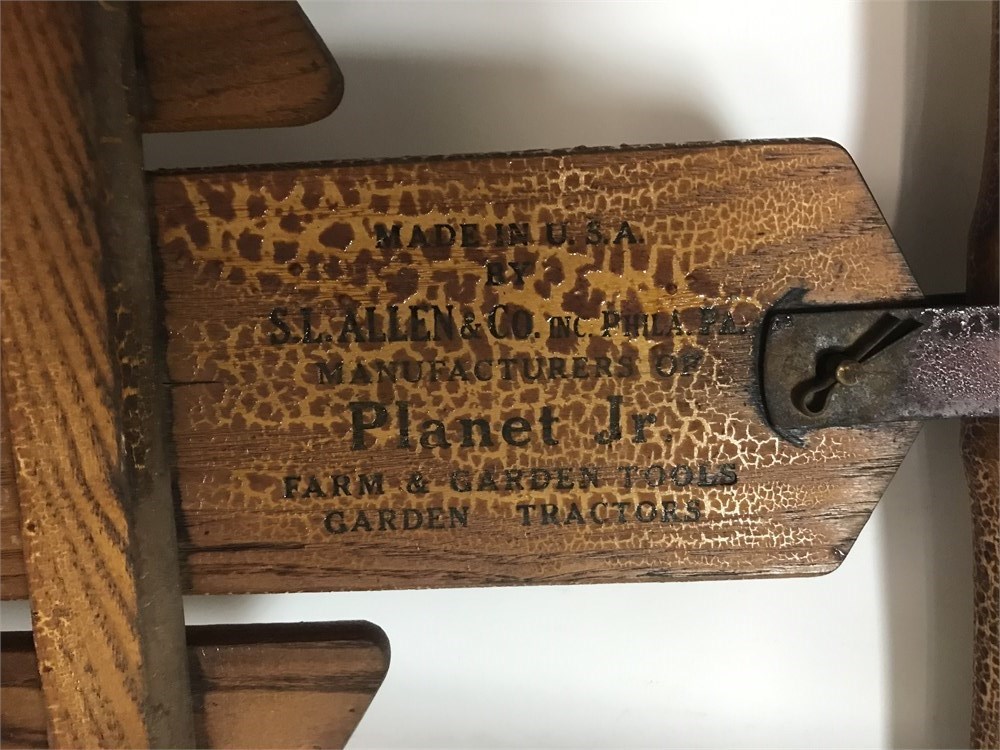 MADE IN U.S.A.
BY
S.L. ALLEN & CO. INC. PHILA. PA.
MANUFACTURERS OF
Planet Jr.
FARM & GARDEN TOOLS
GARDEN TRACTORS